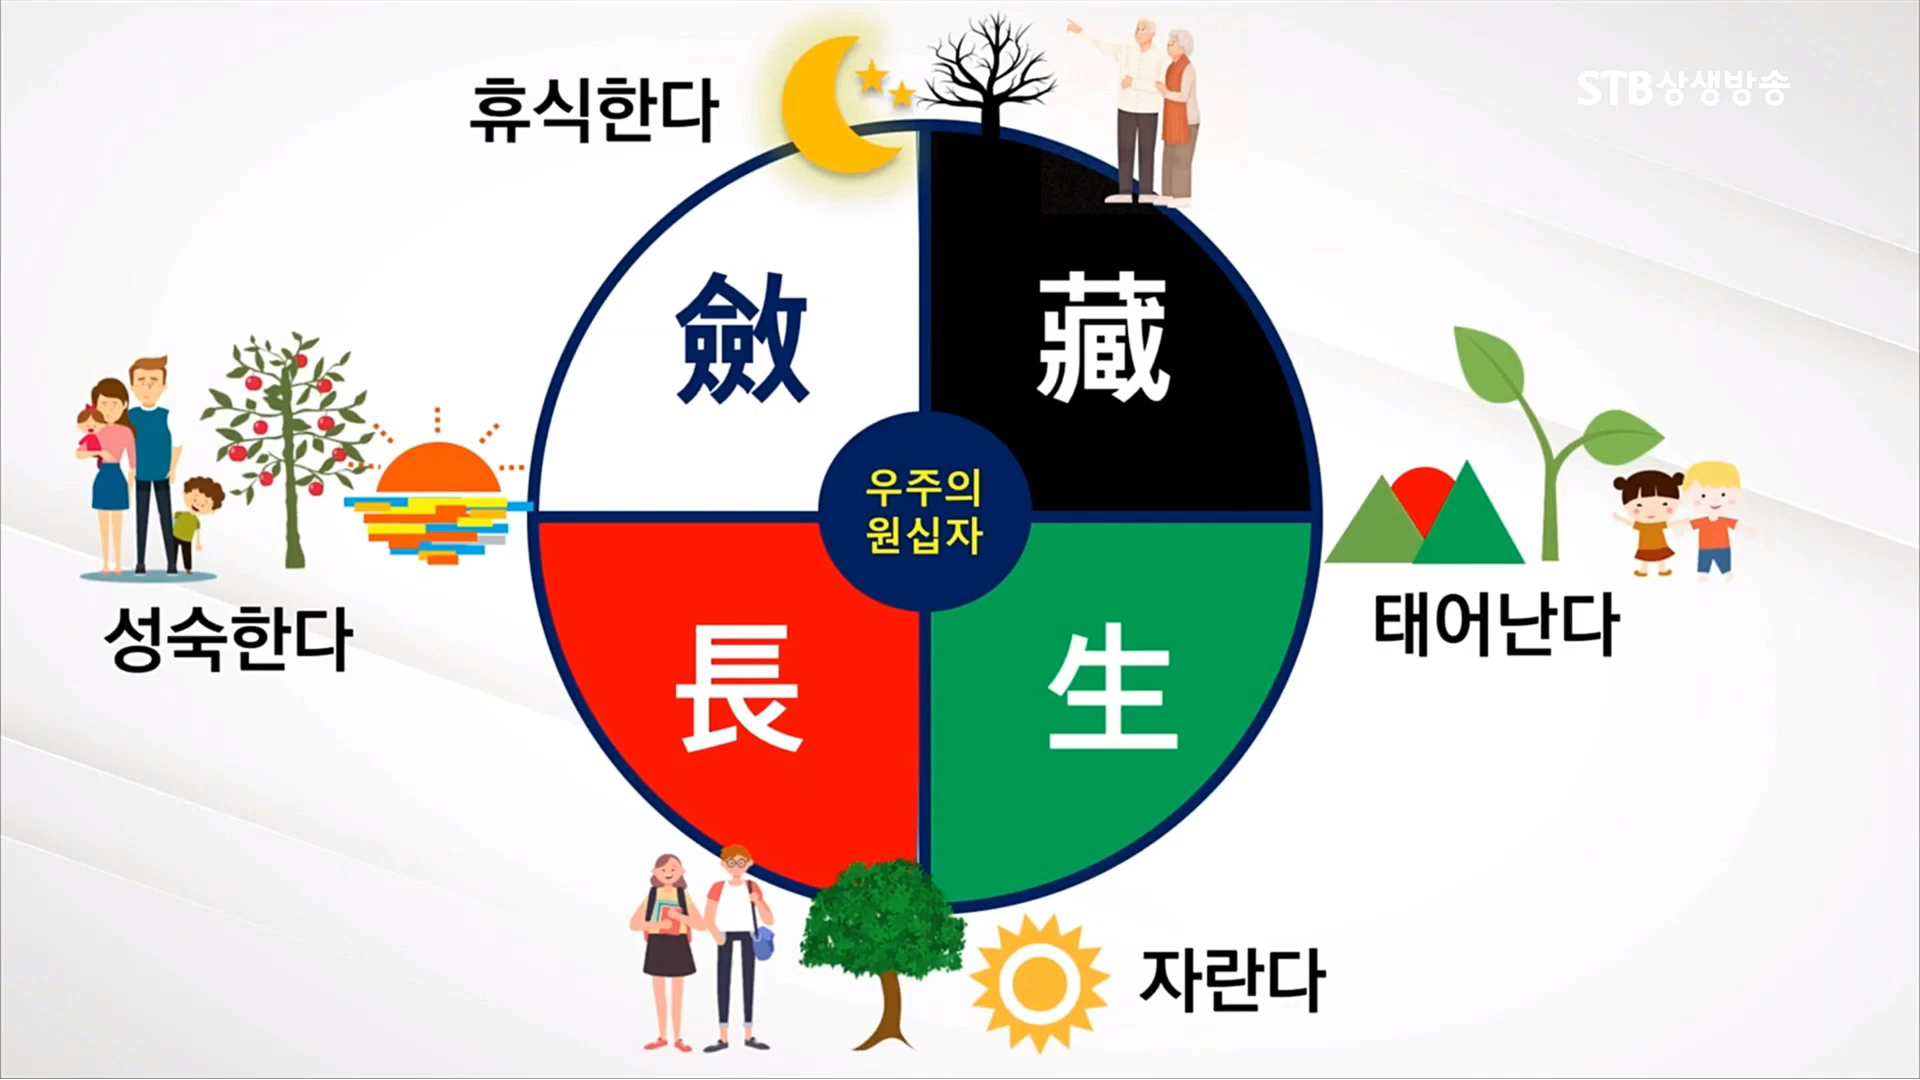 휴식한다
STB상생방송
斂
藏
우주의
원십자
성숙한다
태어난다
長
生
자란다